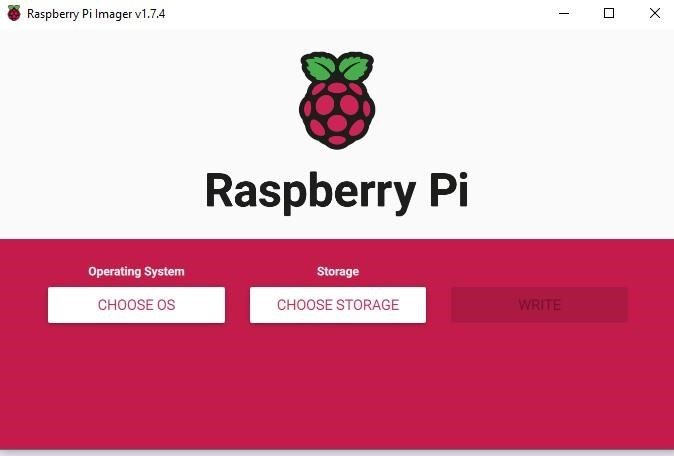 Raspberry Pi Imager v1.7.4
Raspberry Pi
Operating System
Storage
CHOOSE OS
CHOOSE STORAGE
WRITE